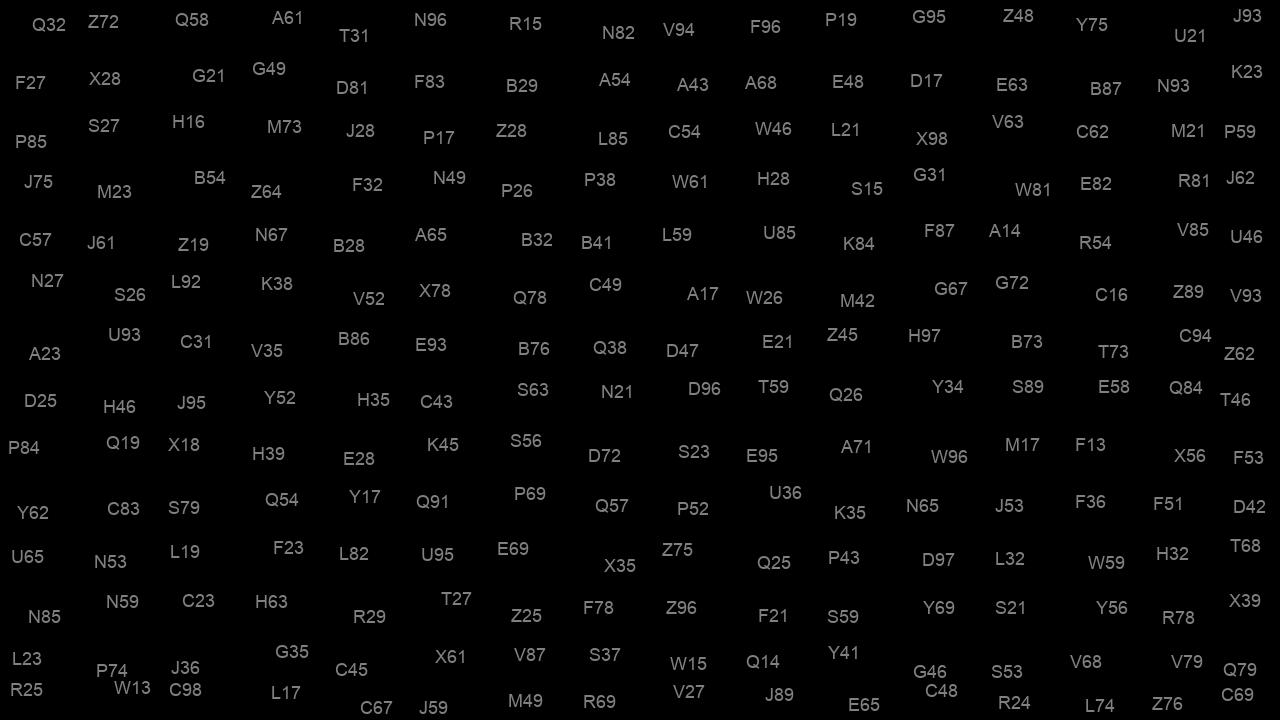 Q32 Z72 Q58 A61 T31 N96 R15 N82 V94 F96 P19 G95 Z48 Y75 U21 J93
F27 X28 G21 G49 D81 F83 B29 A54 A43 A68 E48 D17 E63 B87 N93 K23
P85 S27 H16 M73 J28 P17 Z28 L85 C54 W46 L21 X98 V63 C62 M21 P59
J75 M23 B54 Z64 F32 N49 P26 P38 W61 H28 S15 G31 W81 E82 R81 J62
C57 J61 Z19 N67 B28 A65 B32 B41 L59 U85 K84 F87 A14 R54 V85 U46
N27 S26 L92 K38 V52 X78 Q78 C49 A17 W26 M42 G67 G72 C16 Z89 V93
A23 U93 C31 V35 B86 E93 B76 Q38 D47 E21 Z45 H97 B73 T73 C94 Z62
D25 H46 J95 Y52 H35 C43 S63 N21 D96 T59 Q26 Y34 S89 E58 Q84 T46
P84 Q19 X18 H39 E28 K45 S56 D72 S23 E95 A71 W96 M17 F13 X56 F53
Y62 C83 S79 Q54 Y17 Q91 P69 Q57 P52 U36 K35 N65 J53 F36 F51 D42
U65 N53 L19 F23 L82 U95 E69 X35 Z75 Q25 P43 D97 L32 W59 H32 T68
N85 N59 C23 H63 R29 T27 Z25 F78 Z96 F21 S59 Y69 S21 Y56 R78 X39
L23 P74 J36 G35 C45 X61 V87 S37 W15 Q14 Y41 G46 S53 V68 V79 Q79
R25 W13 C98 L17 C67 J59 M49 R69 V27 J89 E65 C48 R24 L74 Z76 C69